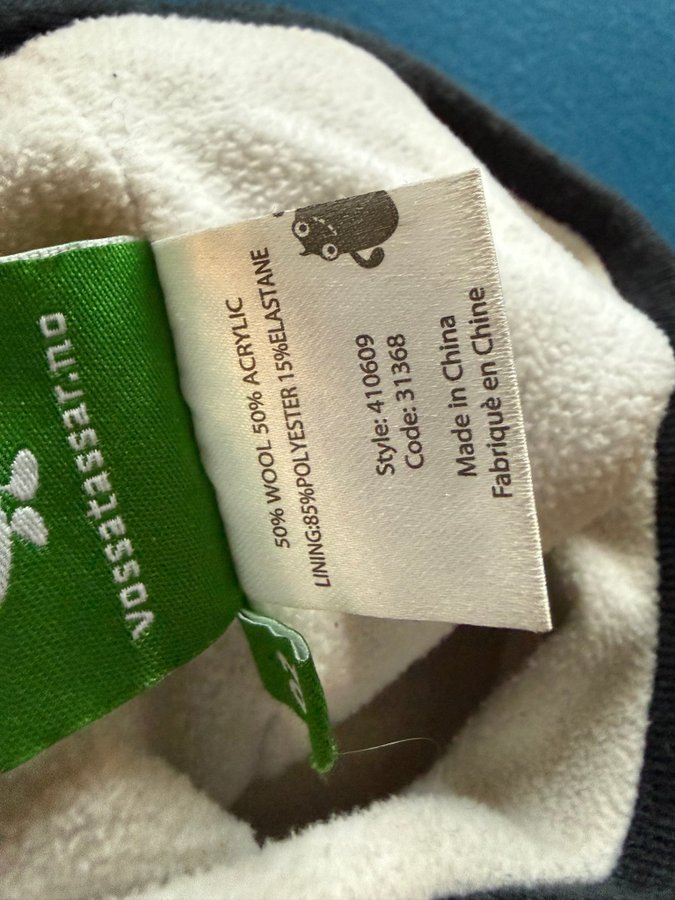 vossatassar.no
50% WOOL 50% ACRYLIC
LINING:85%POLYESTER 15%ELASTANE
Style: 410609
Code: 31368
Made in China
Fabriquè en Chine